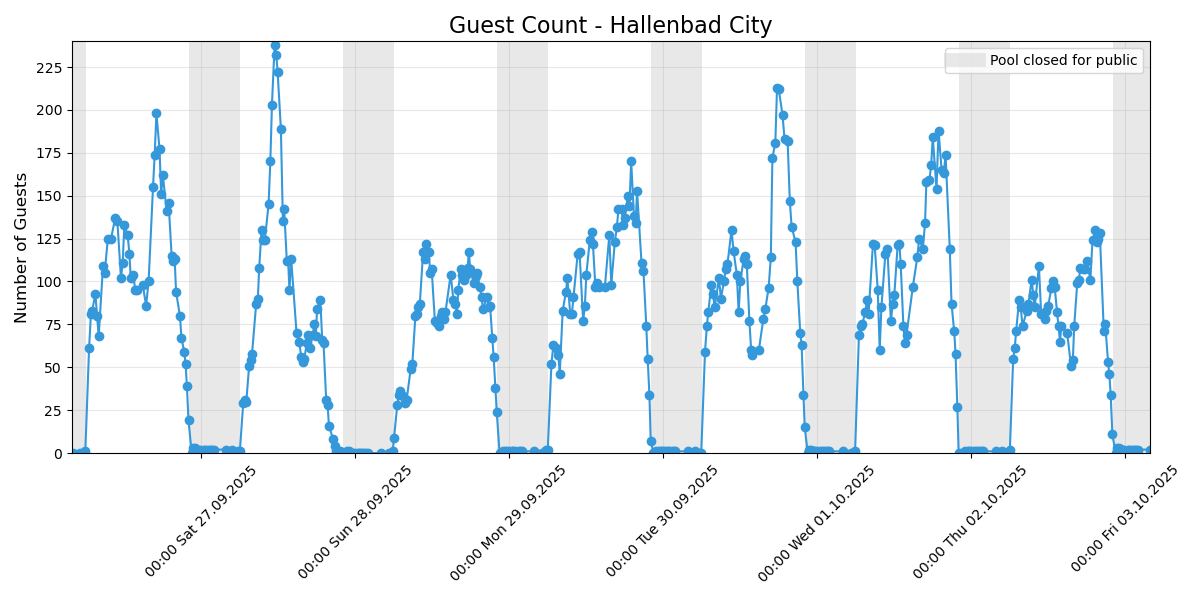 Guest Count - Hallenbad City
Pool closed for public
Number of Guests
225
200
175
150
125
100
75
50
25
0
00:00 Sat 27.09.2025
00:00 Sun 28.09.2025
00:00 Mon 29.09.2025
00:00 Tue 30.09.2025
00:00 Wed 01.10.2025
00:00 Thu 02.10.2025
00:00 Fri 03.10.2025